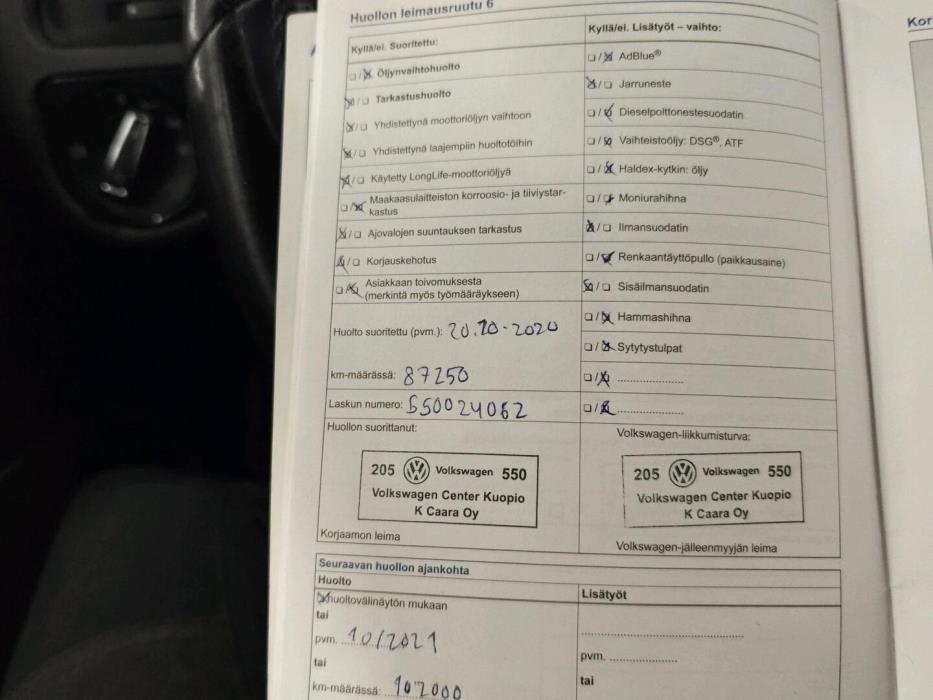 Huollon leimausruutu 6
Kyllä/ei. Suoritettu:
Öljynvaihtohuolto
Tarkastushuolto
Yhdistettynä moottoriöljyn vaihtoon
Yhdistettynä laajempiin huoltotöihin
Käytetty LongLife-moottoriöljyä
Maakaasulaitteiston korroosio- ja tiiviystar-
kastus
Ajovalojen suuntauksen tarkastus
Korjauskehotus
Asiakkaan toivomuksesta
(merkintä myös työmääräykseen)
Huolto suoritettu (pvm.): 20.10-2020
km-määrässä: 87250
Laskun numero: 550024062
Huollon suorittanut:
205 Volkswagen 550
Volkswagen Center Kuopio
K Caara Oy
Korjaamon leima
Kyllä/ei. Lisätyöt – vaihto:
AdBlue®
Jarruneste
Dieselpolttonestesuodatin
Vaihteistoöljy: DSG®, ATF
Haldex-kytkin: öljy
Moniurahihna
Ilmansuodatin
Renkaantäyttöpullo (paikkausaine)
Sisäilmansuodatin
Hammashihna
Sytytystulpat
Volkswagen-liikkumisturva:
205 Volkswagen 550
Volkswagen Center Kuopio
K Caara Oy
Volkswagen-jälleenmyyjän leima
Seuraavan huollon ajankohta
Huolto
huoltovälinäytön mukaan
tai
pvm. 10/2021
tai
km-määrässä: 102000
Lisätyöt
pvm.
tai